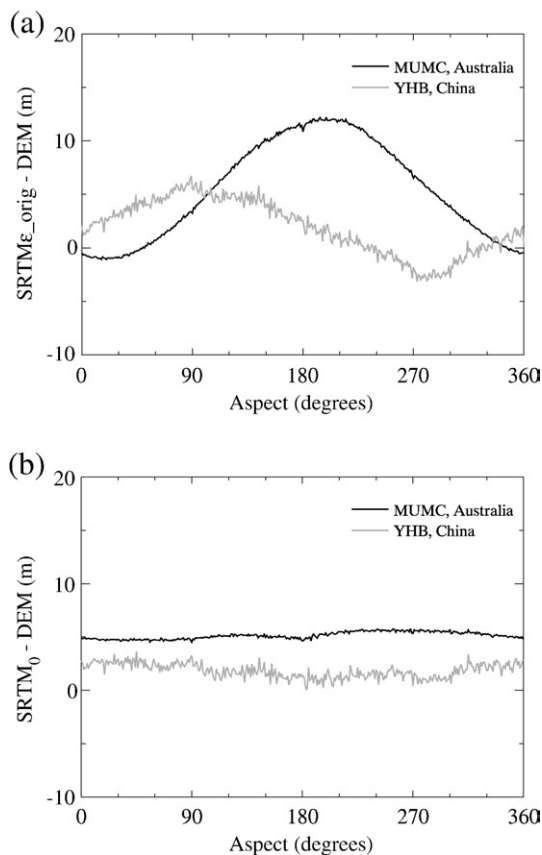 (a)
20
MUMC, Australia
YHB, China
10
0
-10
SRTMε_orig - DEM (m)
0 90 180 270 360
Aspect (degrees)
(b)
20
MUMC, Australia
YHB, China
10
0
-10
SRTM₀ - DEM (m)
0 90 180 270 360
Aspect (degrees)